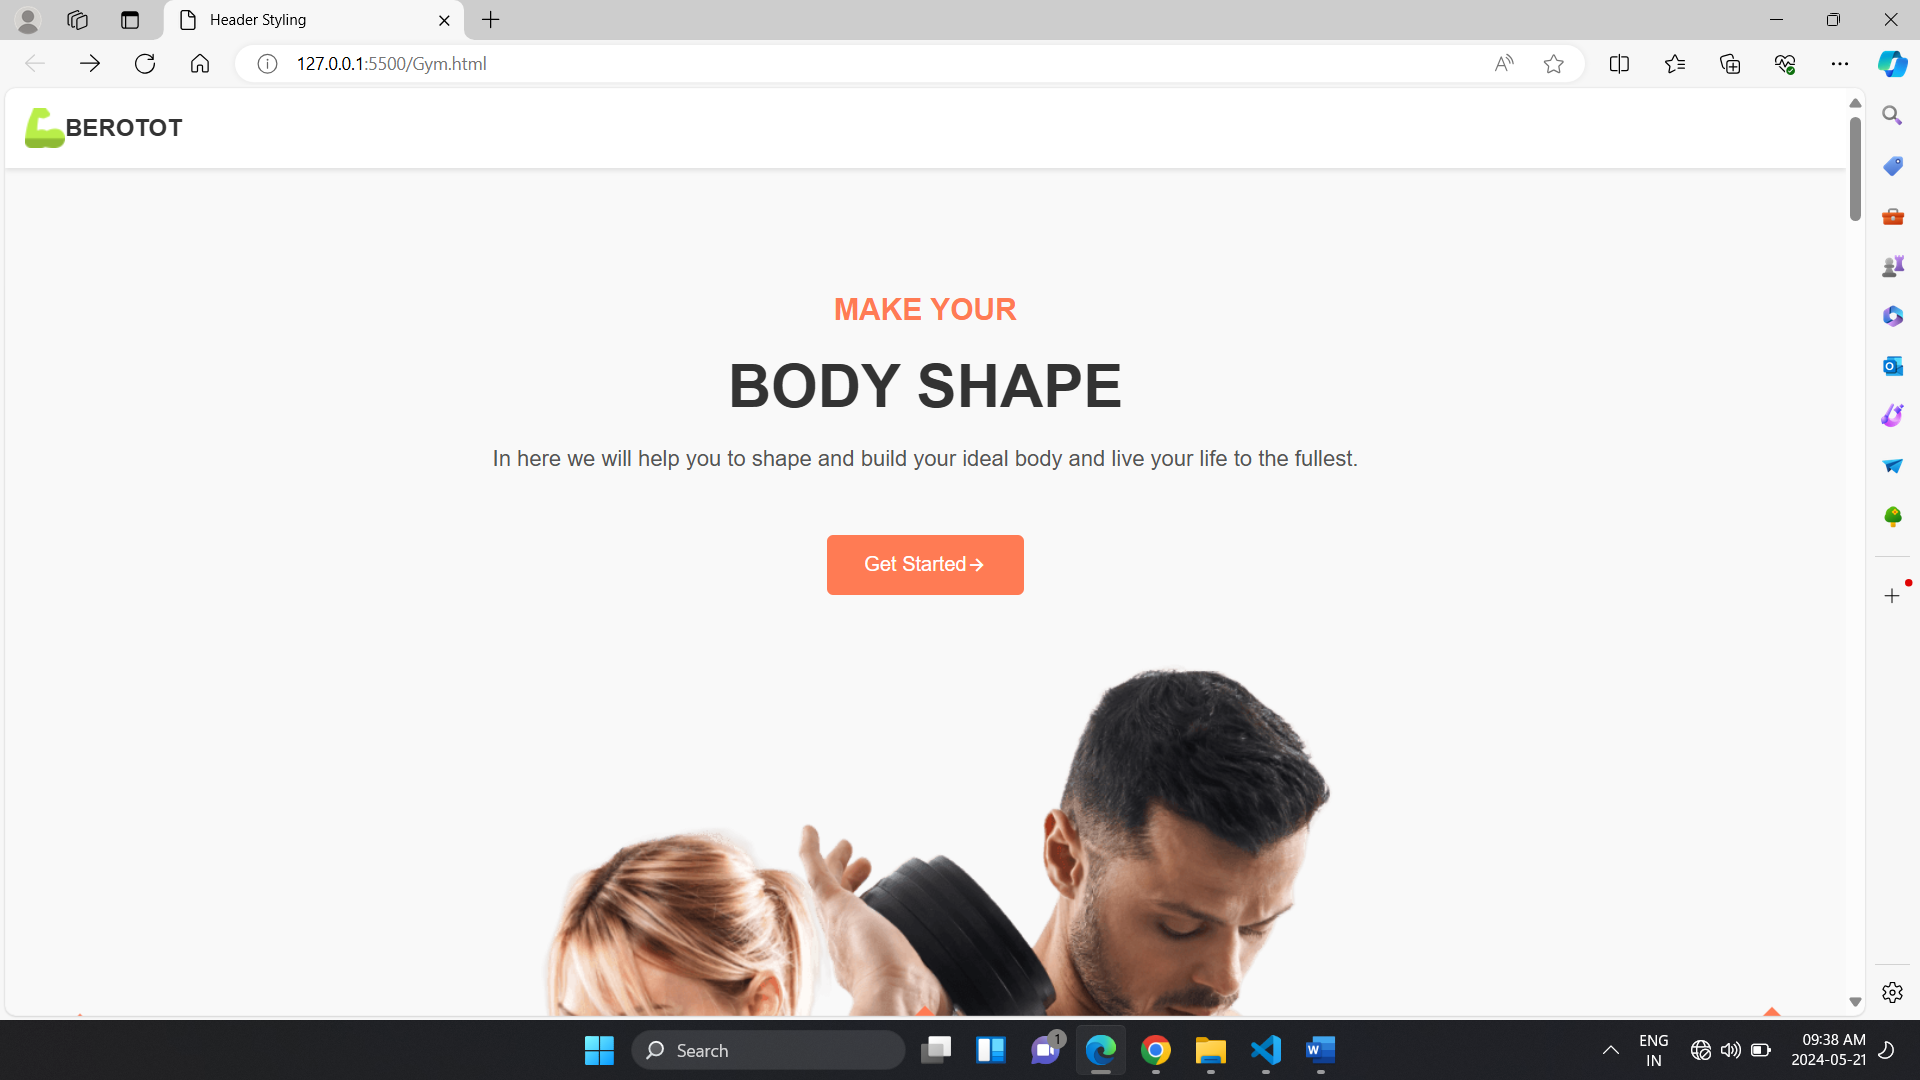 Header Styling
127.0.0.1:5500/Gym.html
BEROTOT
MAKE YOUR
BODY SHAPE
In here we will help you to shape and build your ideal body and live your life to the fullest.
Get Started→
Search
1
ENG
IN
09:38 AM
2024-05-21